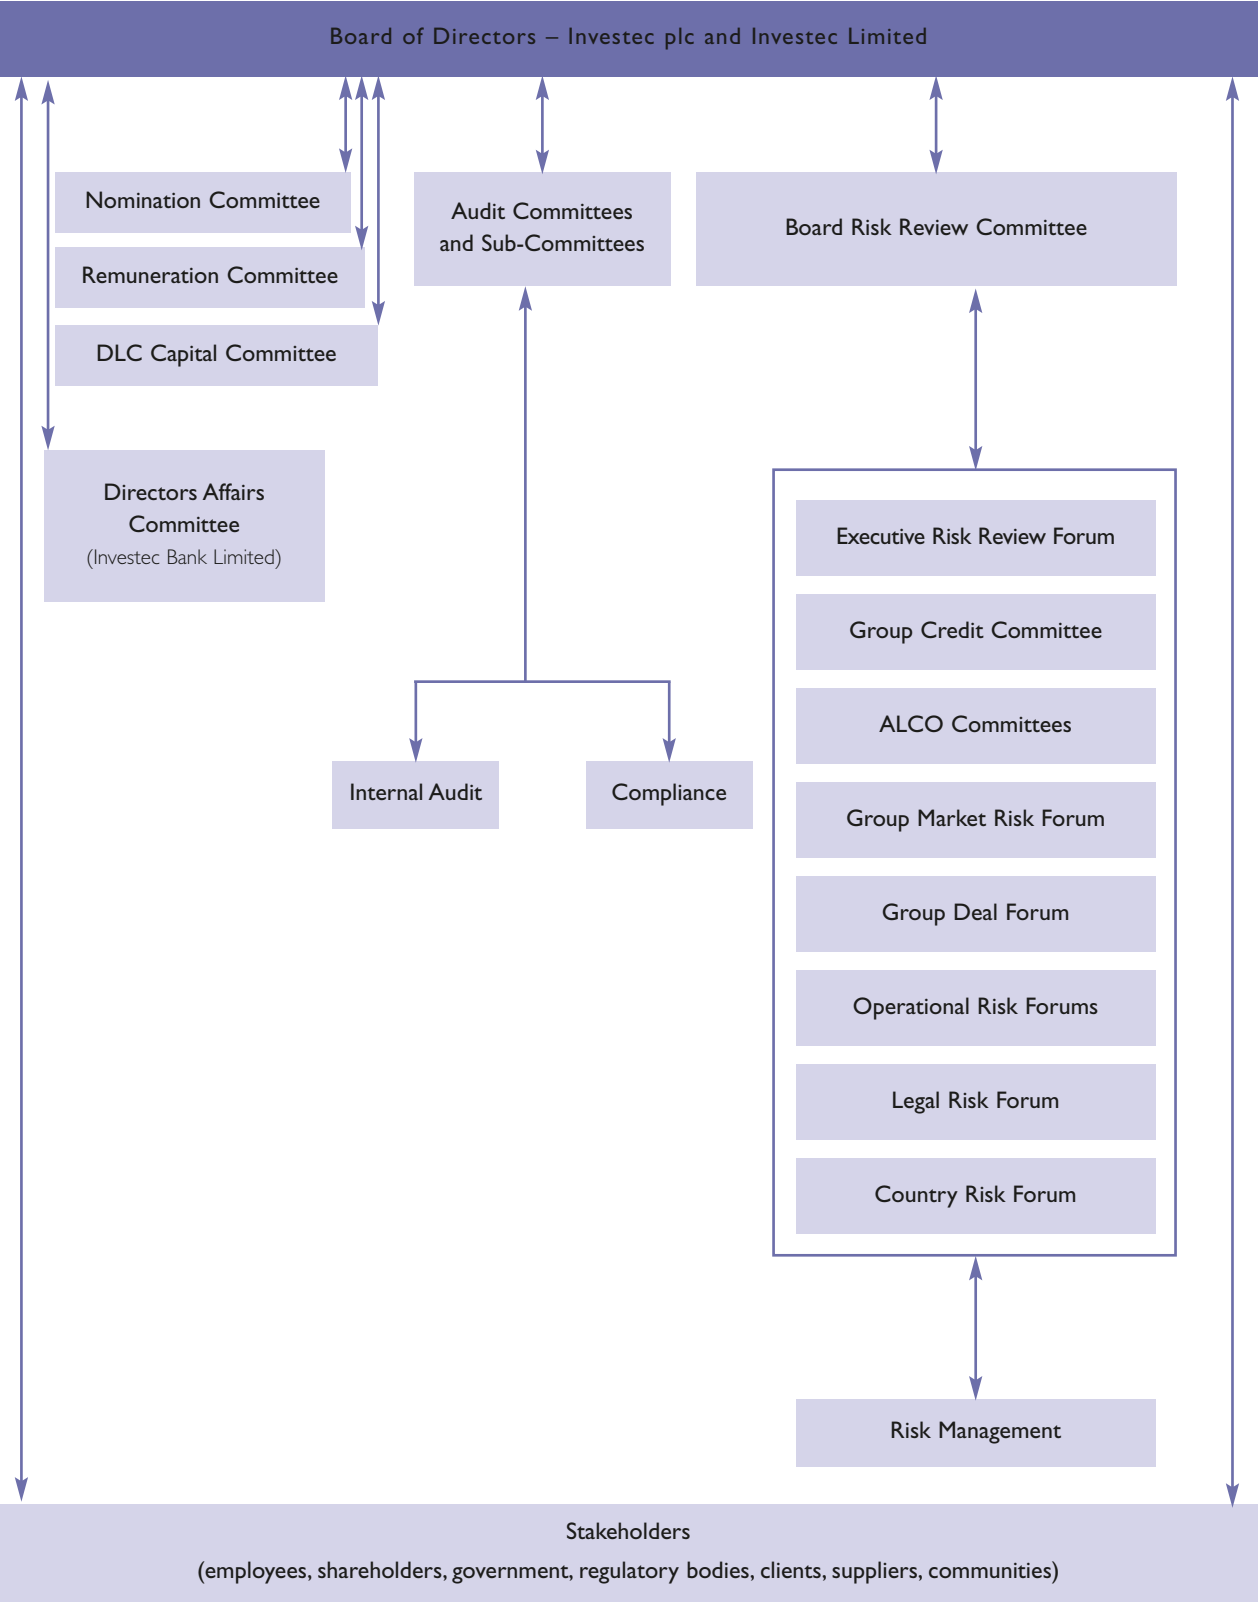 Board of Directors – Investec plc and Investec Limited
Nomination Committee
Remuneration Committee
DLC Capital Committee
Directors Affairs
Committee
(Investec Bank Limited)
Audit Committees
and Sub-Committees
Internal Audit
Compliance
Board Risk Review Committee
Executive Risk Review Forum
Group Credit Committee
ALCO Committees
Group Market Risk Forum
Group Deal Forum
Operational Risk Forums
Legal Risk Forum
Country Risk Forum
Risk Management
Stakeholders
(employees, shareholders, government, regulatory bodies, clients, suppliers, communities)